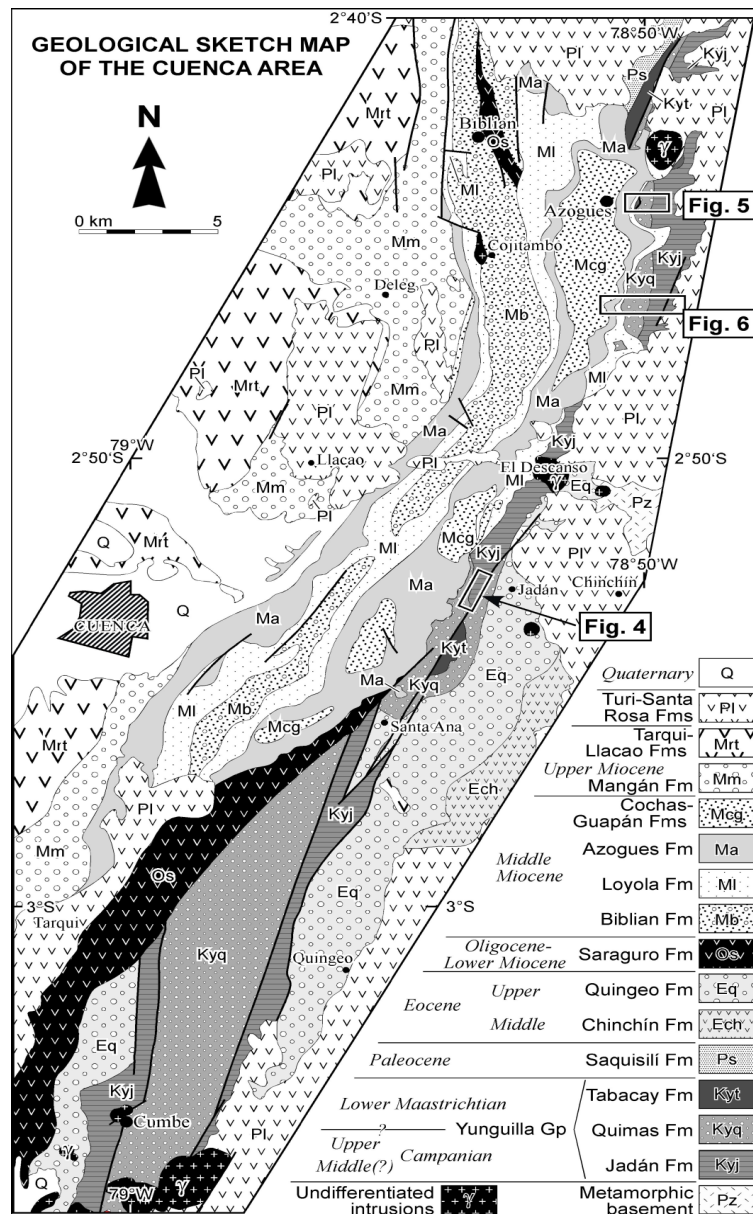 GEOLOGICAL SKETCH MAP
OF THE CUENCA AREA
2°40'S
78°50'W
N
0 km 5
Mrt
Pl
Ma
Ps
Kyj
Kyt
Pl
Biblian
Os
Ml
Ma
γ
Pl
Ml
Azogues
Fig. 5
Mm
Cojitambo
Mcg
Kyj
Kyq
Deleg
Mb
Fig. 6
Pl
Mrt
Pl
Mm
Ml
Pl
Ma
Ma
Pl
Kyj
79°W
2°50'S
Llacao
Pl
El Descanso
2°50'S
Mm
Ml
γ
Eq
Pl
Pz
Q
Mrt
Mcg
Kyj
Pl
Ml
78°50'W
CUENCA
Q
Ma
Ma
Jadán
Chinchín
Fig. 4
Kyt
Ma
Kyq
Eq
Ml
Mb
Mcg
Santa Ana
Mrt
Ech
Pl
Kyj
Mm
Os
Eq
3°S
3°S
Tarqui
Kyq
Quingeo
Eq
Kyj
Cumbe
Pl
γ
Q
79°W
γ
Quaternary Q
Turi-Santa
Rosa Fms Pl
Tarqui-
Llacao Fms Mrt
Upper Miocene
Mangán Fm Mm
Cochas-
Guapán Fms Mcg
Middle
Miocene
Azogues Fm Ma
Loyola Fm Ml
Biblian Fm Mb
Oligocene-
Lower Miocene Saraguro Fm Os
Eocene Upper Quingeo Fm Eq
Middle Chinchín Fm Ech
Paleocene Saquisilí Fm Ps
Lower Maastrichtian Tabacay Fm Kyt
? Yunguilla Gp Quimas Fm Kyq
Upper
Middle(?) Campanian Jadán Fm Kyj
Undifferentiated
intrusions γ
Metamorphic
basement Pz